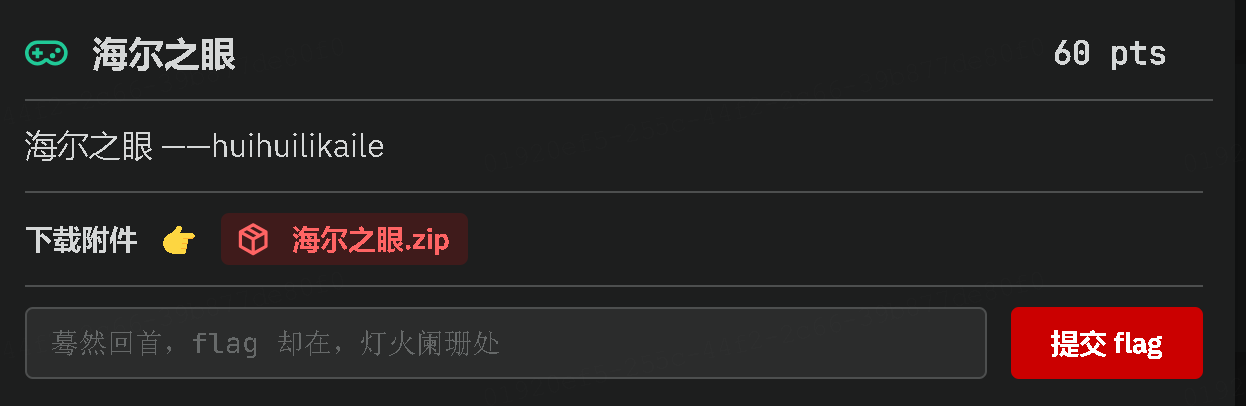 海尔之眼 60 pts
海尔之眼 ——huihuilikaile
下载附件 👉 海尔之眼.zip
蓦然回首，flag 却在，灯火阑珊处 提交 flag